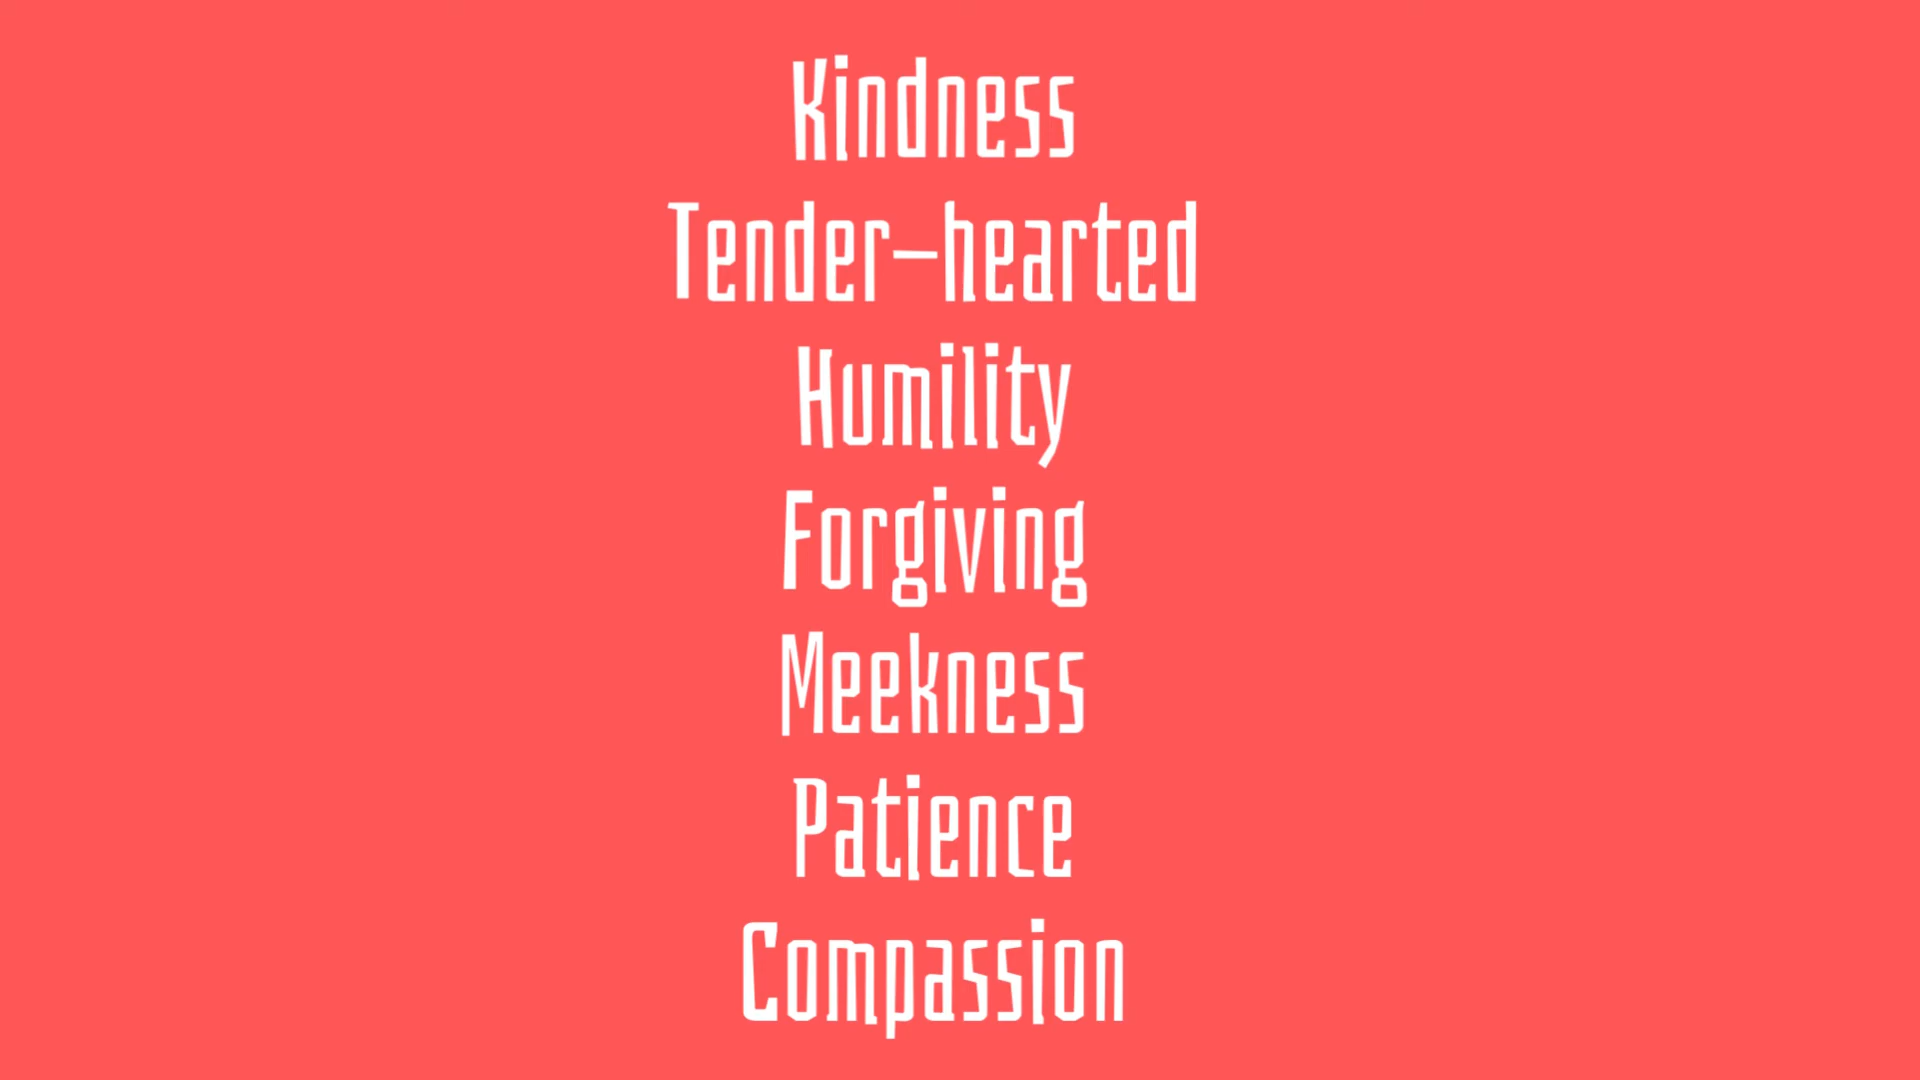 Kindness
Tender-hearted
Humility
Forgiving
Meekness
Patience
Compassion